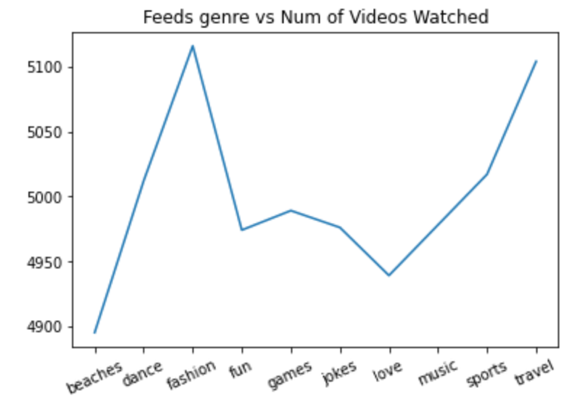 Feeds genre vs Num of Videos Watched
5100
5050
5000
4950
4900
beaches dance fashion fun games jokes love music sports travel